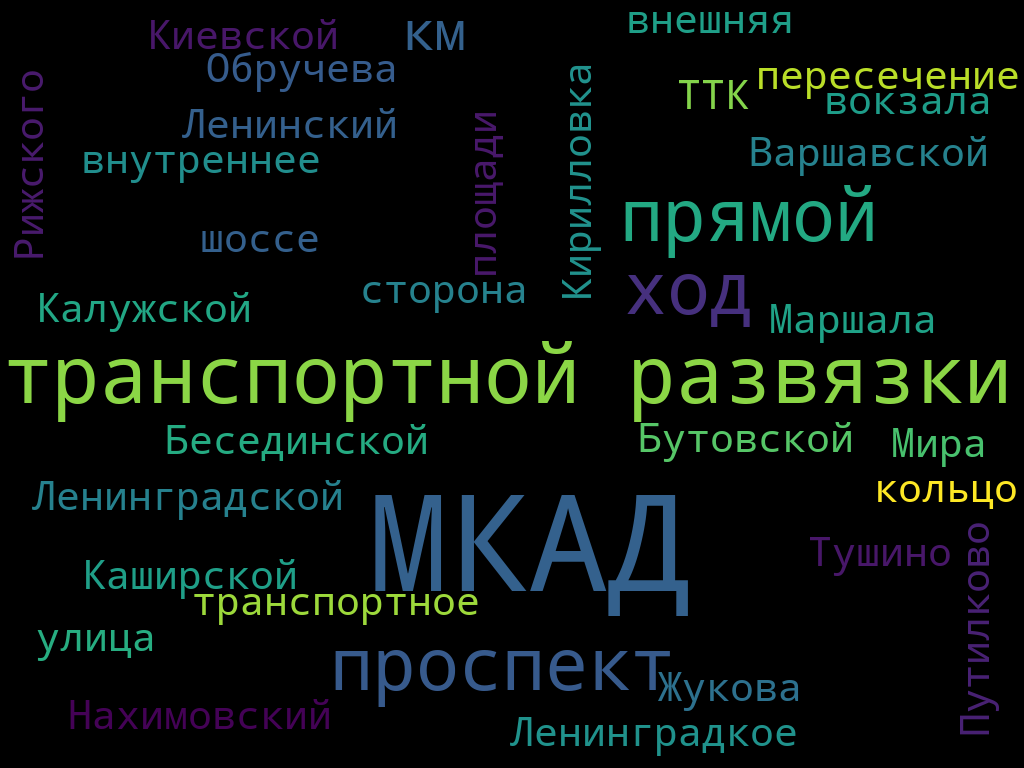 Киевской
КМ
внешняя
Обручева
Рижского
площади
Кирилловка
ТТК
пересечение
вокзала
Ленинский
внутреннее
Варшавской
прямой
шоссе
сторона
ход
Калужской
Маршала
транспортной развязки
Бесединской
Бутовской
Мира
Ленинградской
МКАД
кольцо
Тушино
Путилково
Каширской
транспортное
улица
проспект
Жукова
Нахимовский
Ленинградкое